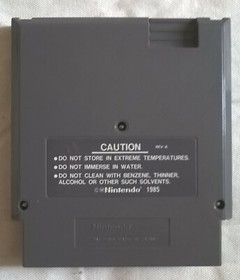 CAUTION REV-A
• DO NOT STORE IN EXTREME TEMPERATURES.
• DO NOT IMMERSE IN WATER.
• DO NOT CLEAN WITH BENZENE, THINNER,
ALCOHOL OR OTHER SUCH SOLVENTS.
©®Nintendo® 1985